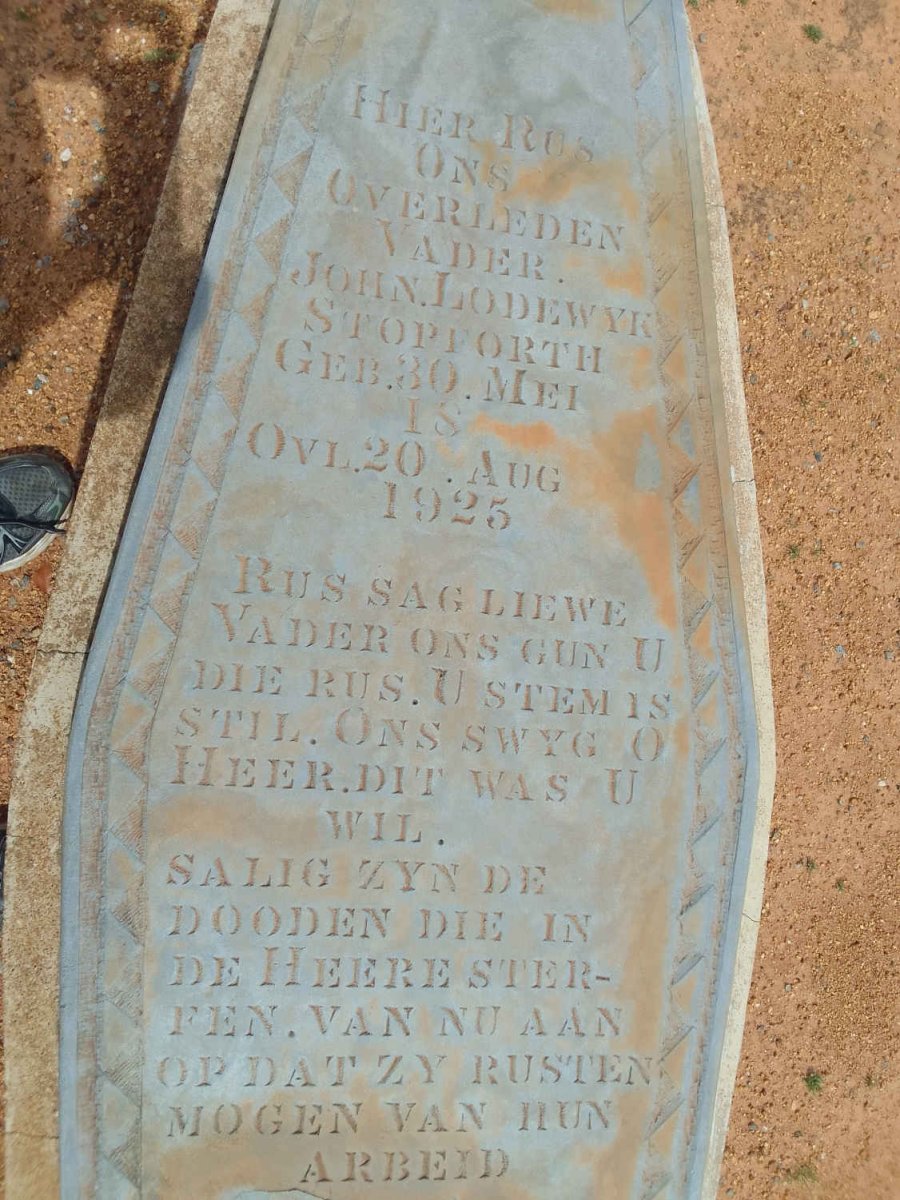 HIER RUS
ONS
OVERLEDEN
VADER.
JOHN.LODEWYK
STOPFORTH
GEB.30.MEI
18
OVL.20.AUG
1925
RUS SAG LIEWE
VADER ONS GUN U
DIE RUS. U STEM IS
STIL. ONS SWYG O
HEER.DIT WAS U
WIL.
SALIG ZYN DE
DOODEN DIE IN
DE HEERE STER-
FEN. VAN NU AAN
OP DAT ZY RUSTEN
MOGEN VAN HUN
ARBEID